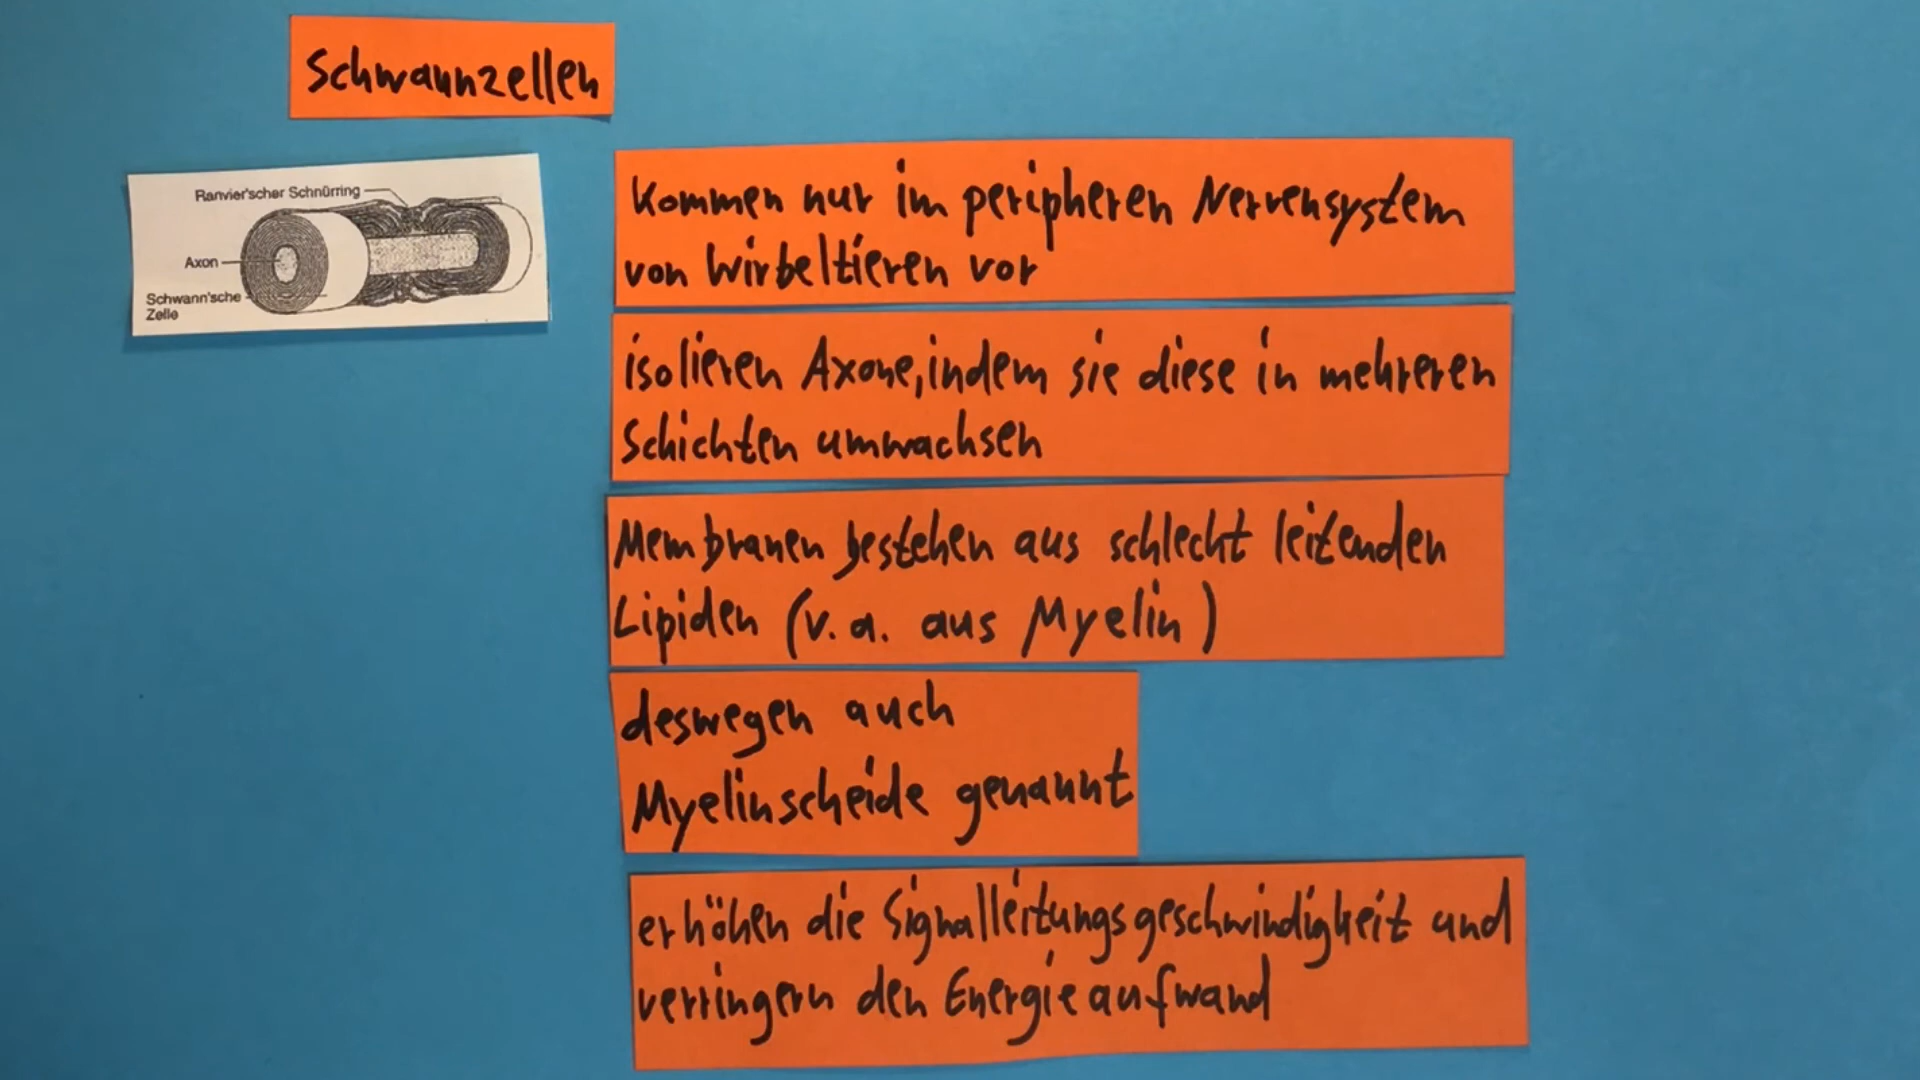 Schwannzellen
Ranvier'scher Schnürring
Axon
Schwann'sche
Zelle
Kommen nur im peripheren Nervensystem
von Wirbeltieren vor
isolieren Axone, indem sie diese in mehreren
Schichten umwachsen
Membranen bestehen aus schlecht leitenden
Lipiden (v.a. aus Myelin)
deswegen auch
Myelinscheide genannt
erhöhen die Signalleitungsgeschwindigkeit und
verringern den Energieaufwand